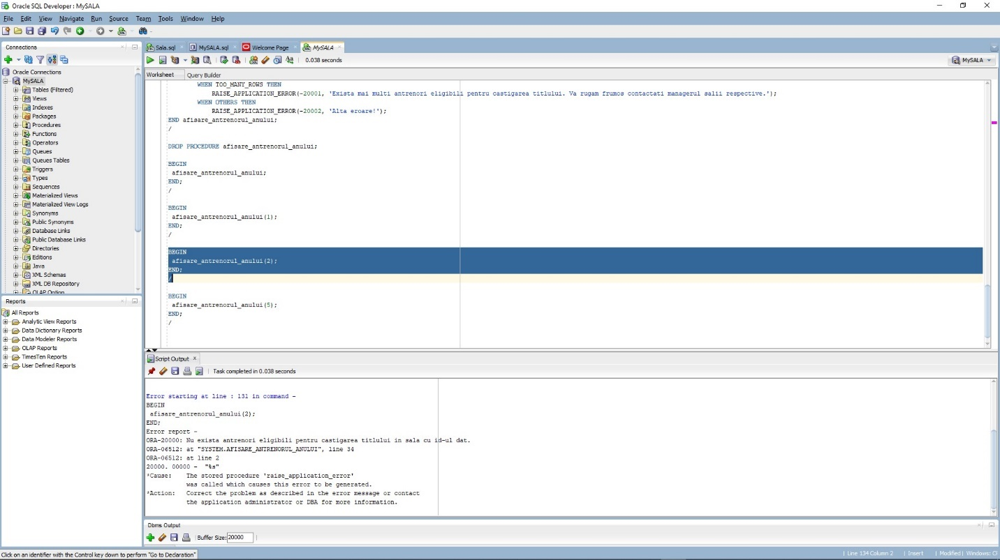 Oracle SQL Developer : MySALA
File Edit View Navigate Run Source Team Tools Window Help
Connections
Oracle Connections
MySALA
Tables (Filtered)
Views
Indexes
Packages
Procedures
Functions
Operators
Queues
Queues Tables
Triggers
Types
Sequences
Materialized Views
Materialized View Logs
Synonyms
Public Synonyms
Database Links
Public Database Links
Directories
Editions
Java
XML Schemas
XML DB Repository
OLAP Option
Reports
All Reports
Analytic View Reports
Data Dictionary Reports
Data Modeler Reports
OLAP Reports
TimesTen Reports
User Defined Reports
Sala.sql MySALA.sql Welcome Page MySALA
0.038 seconds MySALA
Worksheet Query Builder
WHEN TOO_MANY_ROWS THEN
RAISE_APPLICATION_ERROR(-20001, 'Exista mai multi antrenori eligibili pentru castigarea titlului. Va rugam frumos contactati managerul salii respective.');
WHEN OTHERS THEN
RAISE_APPLICATION_ERROR(-20002, 'Alta eroare!');
END afisare_antrenorul_anului;
/
DROP PROCEDURE afisare_antrenorul_anului;
BEGIN
afisare_antrenorul_anului;
END;
/
BEGIN
afisare_antrenorul_anului(1);
END;
/
BEGIN
afisare_antrenorul_anului(2);
END;
/
BEGIN
afisare_antrenorul_anului(5);
END;
/
Script Output
Task completed in 0.038 seconds
Error starting at line : 131 in command -
BEGIN
afisare_antrenorul_anului(2);
END;
Error report -
ORA-20000: Nu exista antrenori eligibili pentru castigarea titlului in sala cu id-ul dat.
ORA-06512: at "SYSTEM.AFISARE_ANTRENORUL_ANULUI", line 34
ORA-06512: at line 2
20000. 00000 - "%s"
*Cause: The stored procedure 'raise_application_error'
was called which causes this error to be generated.
*Action: Correct the problem as described in the error message or contact
the application administrator or DBA for more information.
Dbms Output
Buffer Size: 20000
Click on an identifier with the Control key down to perform "Go to Declaration"
Line 134 Column 2 Insert Modified Windows: Cl